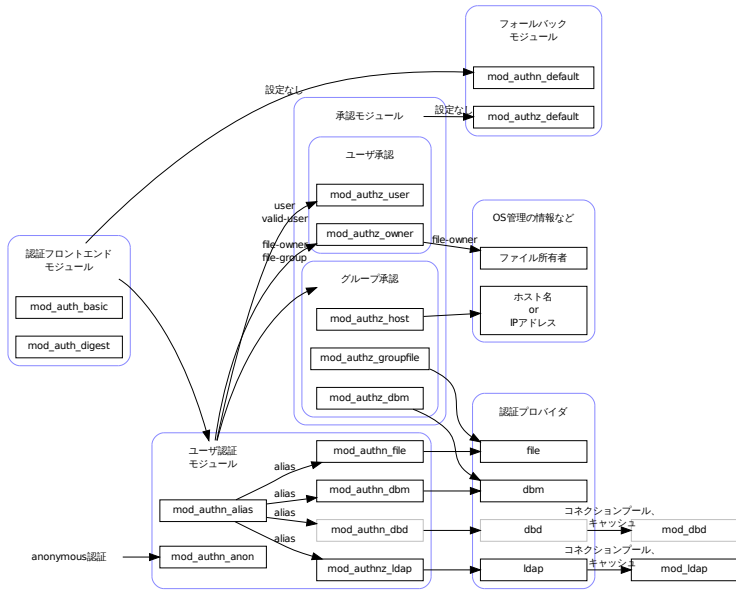 フォールバック
モジュール
mod_authn_default
mod_authz_default
設定なし
設定なし
承認モジュール
ユーザ承認
mod_authz_user
mod_authz_owner
user
valid-user
file-owner
file-group
file-owner
OS管理の情報など
ファイル所有者
ホスト名
or
IPアドレス
認証フロントエンド
モジュール
mod_auth_basic
mod_auth_digest
グループ承認
mod_authz_host
mod_authz_groupfile
mod_authz_dbm
認証プロバイダ
file
dbm
dbd
ldap
ユーザ認証
モジュール
mod_authn_alias
mod_authn_anon
alias
alias
alias
alias
mod_authn_file
mod_authn_dbm
mod_authn_dbd
mod_authnz_ldap
anonymous認証
コネクションプール、
キャッシュ
mod_dbd
コネクションプール、
キャッシュ
mod_ldap